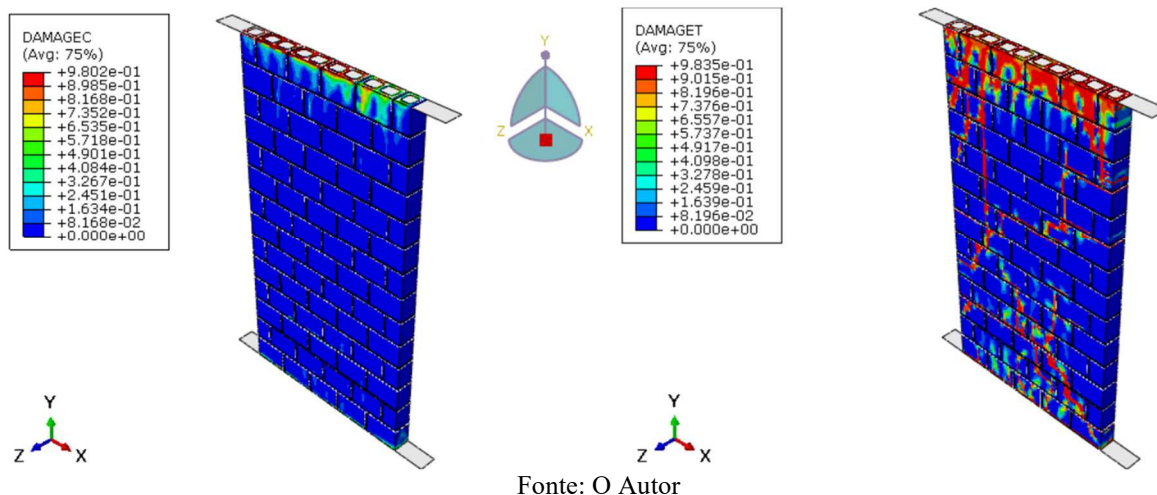 DAMAGEC
(Avg: 75%)
+9.802e-01
+8.985e-01
+8.168e-01
+7.352e-01
+6.535e-01
+5.718e-01
+4.901e-01
+4.084e-01
+3.267e-01
+2.451e-01
+1.634e-01
+8.168e-02
+0.000e+00
Y
Z
X
Y
Z
X
DAMAGET
(Avg: 75%)
+9.835e-01
+9.015e-01
+8.196e-01
+7.376e-01
+6.557e-01
+5.737e-01
+4.917e-01
+4.098e-01
+3.278e-01
+2.459e-01
+1.639e-01
+8.196e-02
+0.000e+00
Y
Z
X
Fonte: O Autor